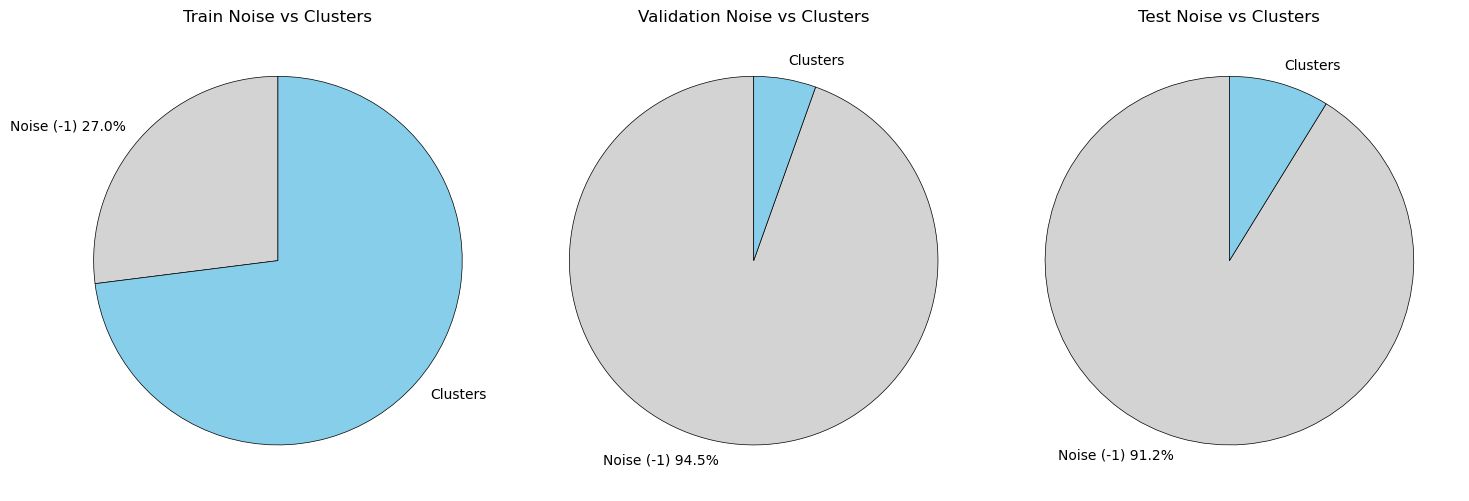 Train Noise vs Clusters
Noise (-1) 27.0%
Clusters
Validation Noise vs Clusters
Clusters
Noise (-1) 94.5%
Test Noise vs Clusters
Clusters
Noise (-1) 91.2%